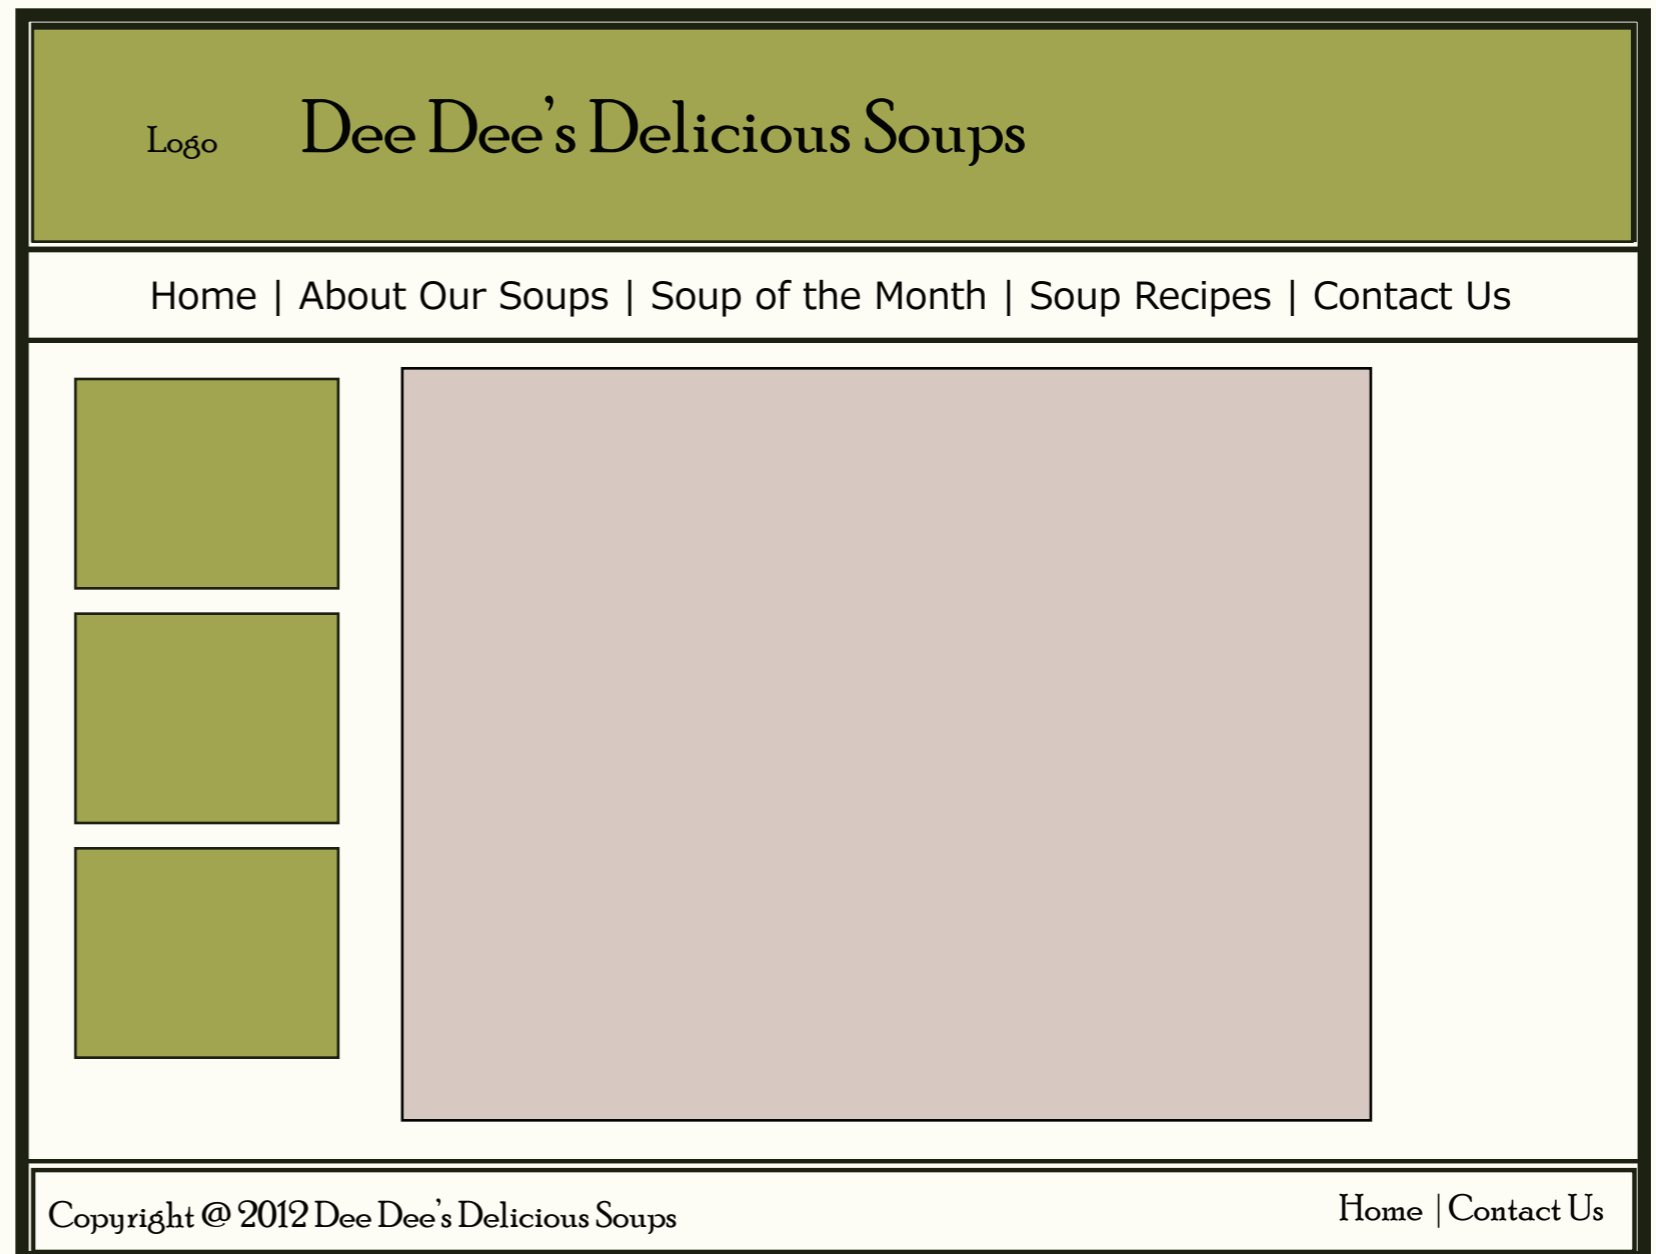 Logo
Dee Dee’s Delicious Soups
Home | About Our Soups | Soup of the Month | Soup Recipes | Contact Us
Copyright @ 2012 Dee Dee’s Delicious Soups
Home | Contact Us